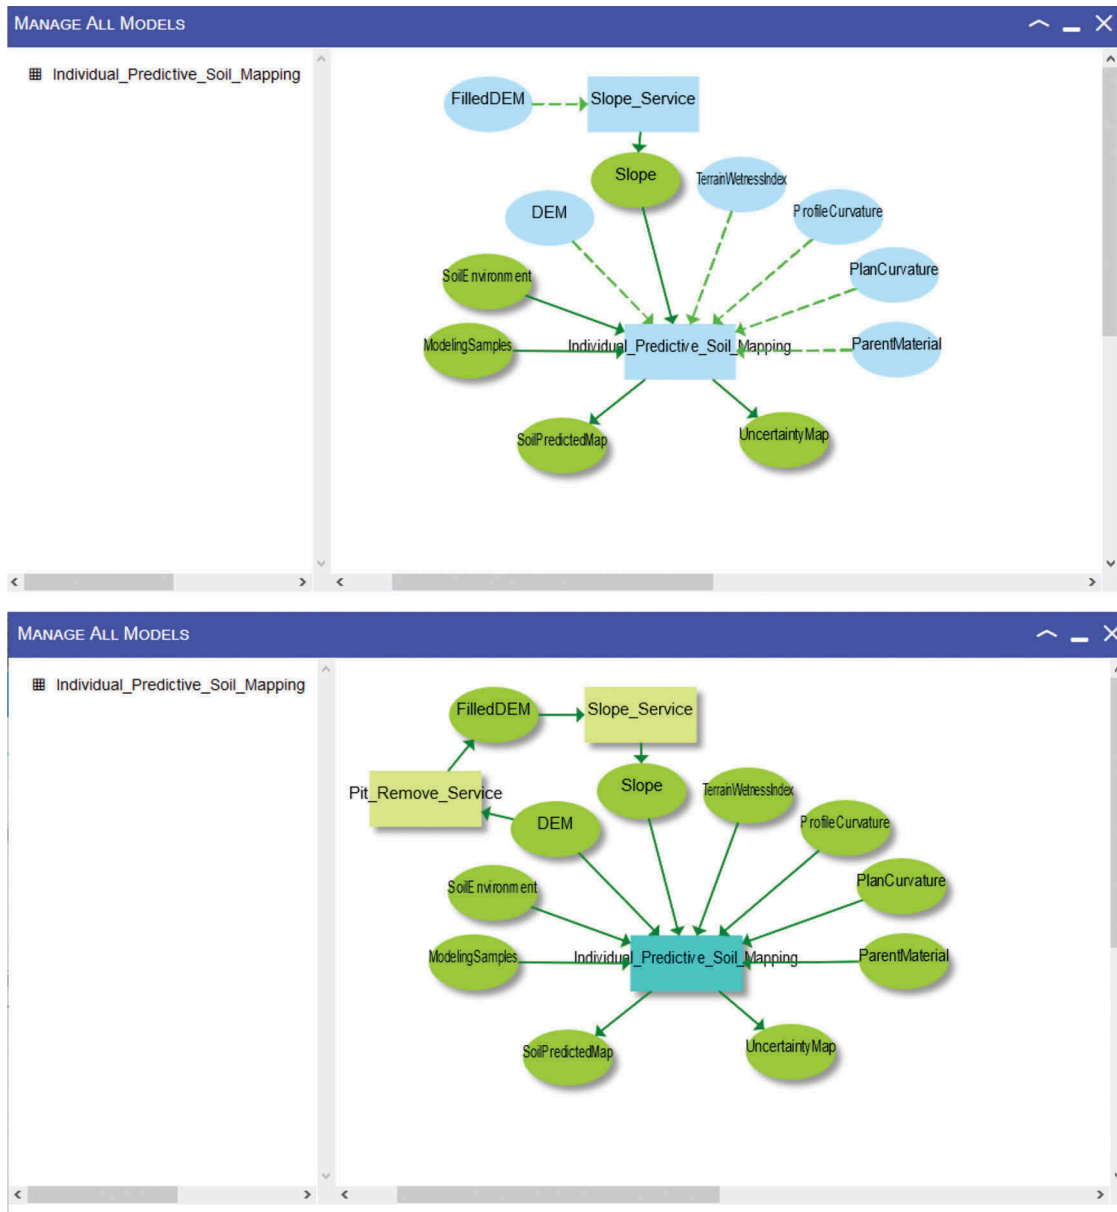 MANAGE ALL MODELS
Individual_Predictive_Soil_Mapping
FilledDEM
Slope_Service
Slope
TerrainWetnessIndex
DEM
ProfileCurvature
SoilEnvironment
PlanCurvature
ModelingSamples
Individual_Predictive_Soil_Mapping
ParentMaterial
SoilPredictedMap
UncertaintyMap
MANAGE ALL MODELS
Individual_Predictive_Soil_Mapping
FilledDEM
Slope_Service
Pit_Remove_Service
Slope
TerrainWetnessIndex
DEM
ProfileCurvature
SoilEnvironment
PlanCurvature
ModelingSamples
Individual_Predictive_Soil_Mapping
ParentMaterial
SoilPredictedMap
UncertaintyMap